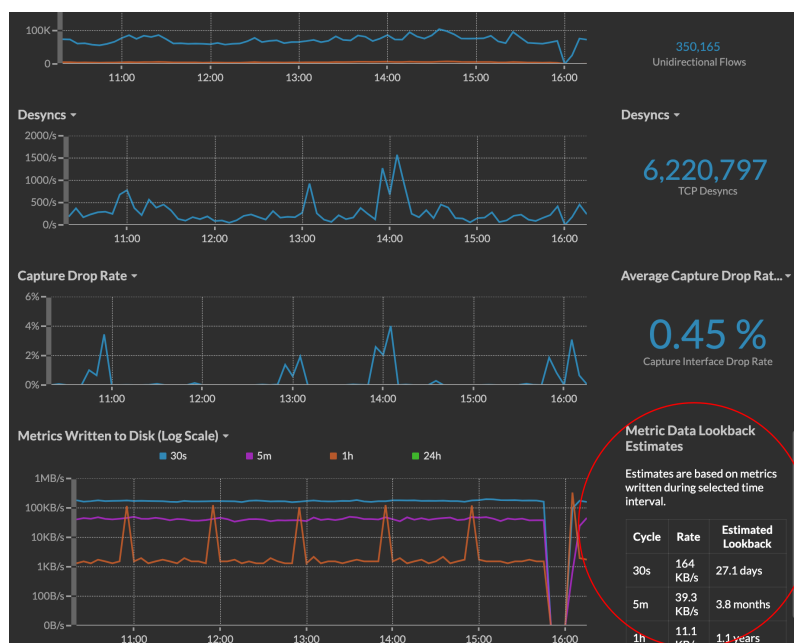 100K
0
11:00 12:00 13:00 14:00 15:00 16:00
350,165
Unidirectional Flows
Desyncs
2000/s
1500/s
1000/s
500/s
0/s
11:00 12:00 13:00 14:00 15:00 16:00
Desyncs
6,220,797
TCP Desyncs
Capture Drop Rate
6%
4%
2%
0%
11:00 12:00 13:00 14:00 15:00 16:00
Average Capture Drop Rat...
0.45 %
Capture Interface Drop Rate
Metrics Written to Disk (Log Scale)
30s 5m 1h 24h
1MB/s
100KB/s
10KB/s
1KB/s
100B/s
0B/s
11:00 12:00 13:00 14:00 15:00 16:00
Metric Data Lookback
Estimates
Estimates are based on metrics
written during selected time
interval.
Cycle Rate Estimated
Lookback
30s 164
KB/s 27.1 days
5m 39.3
KB/s 3.8 months
1h 11.1
KB/s 1.1 years